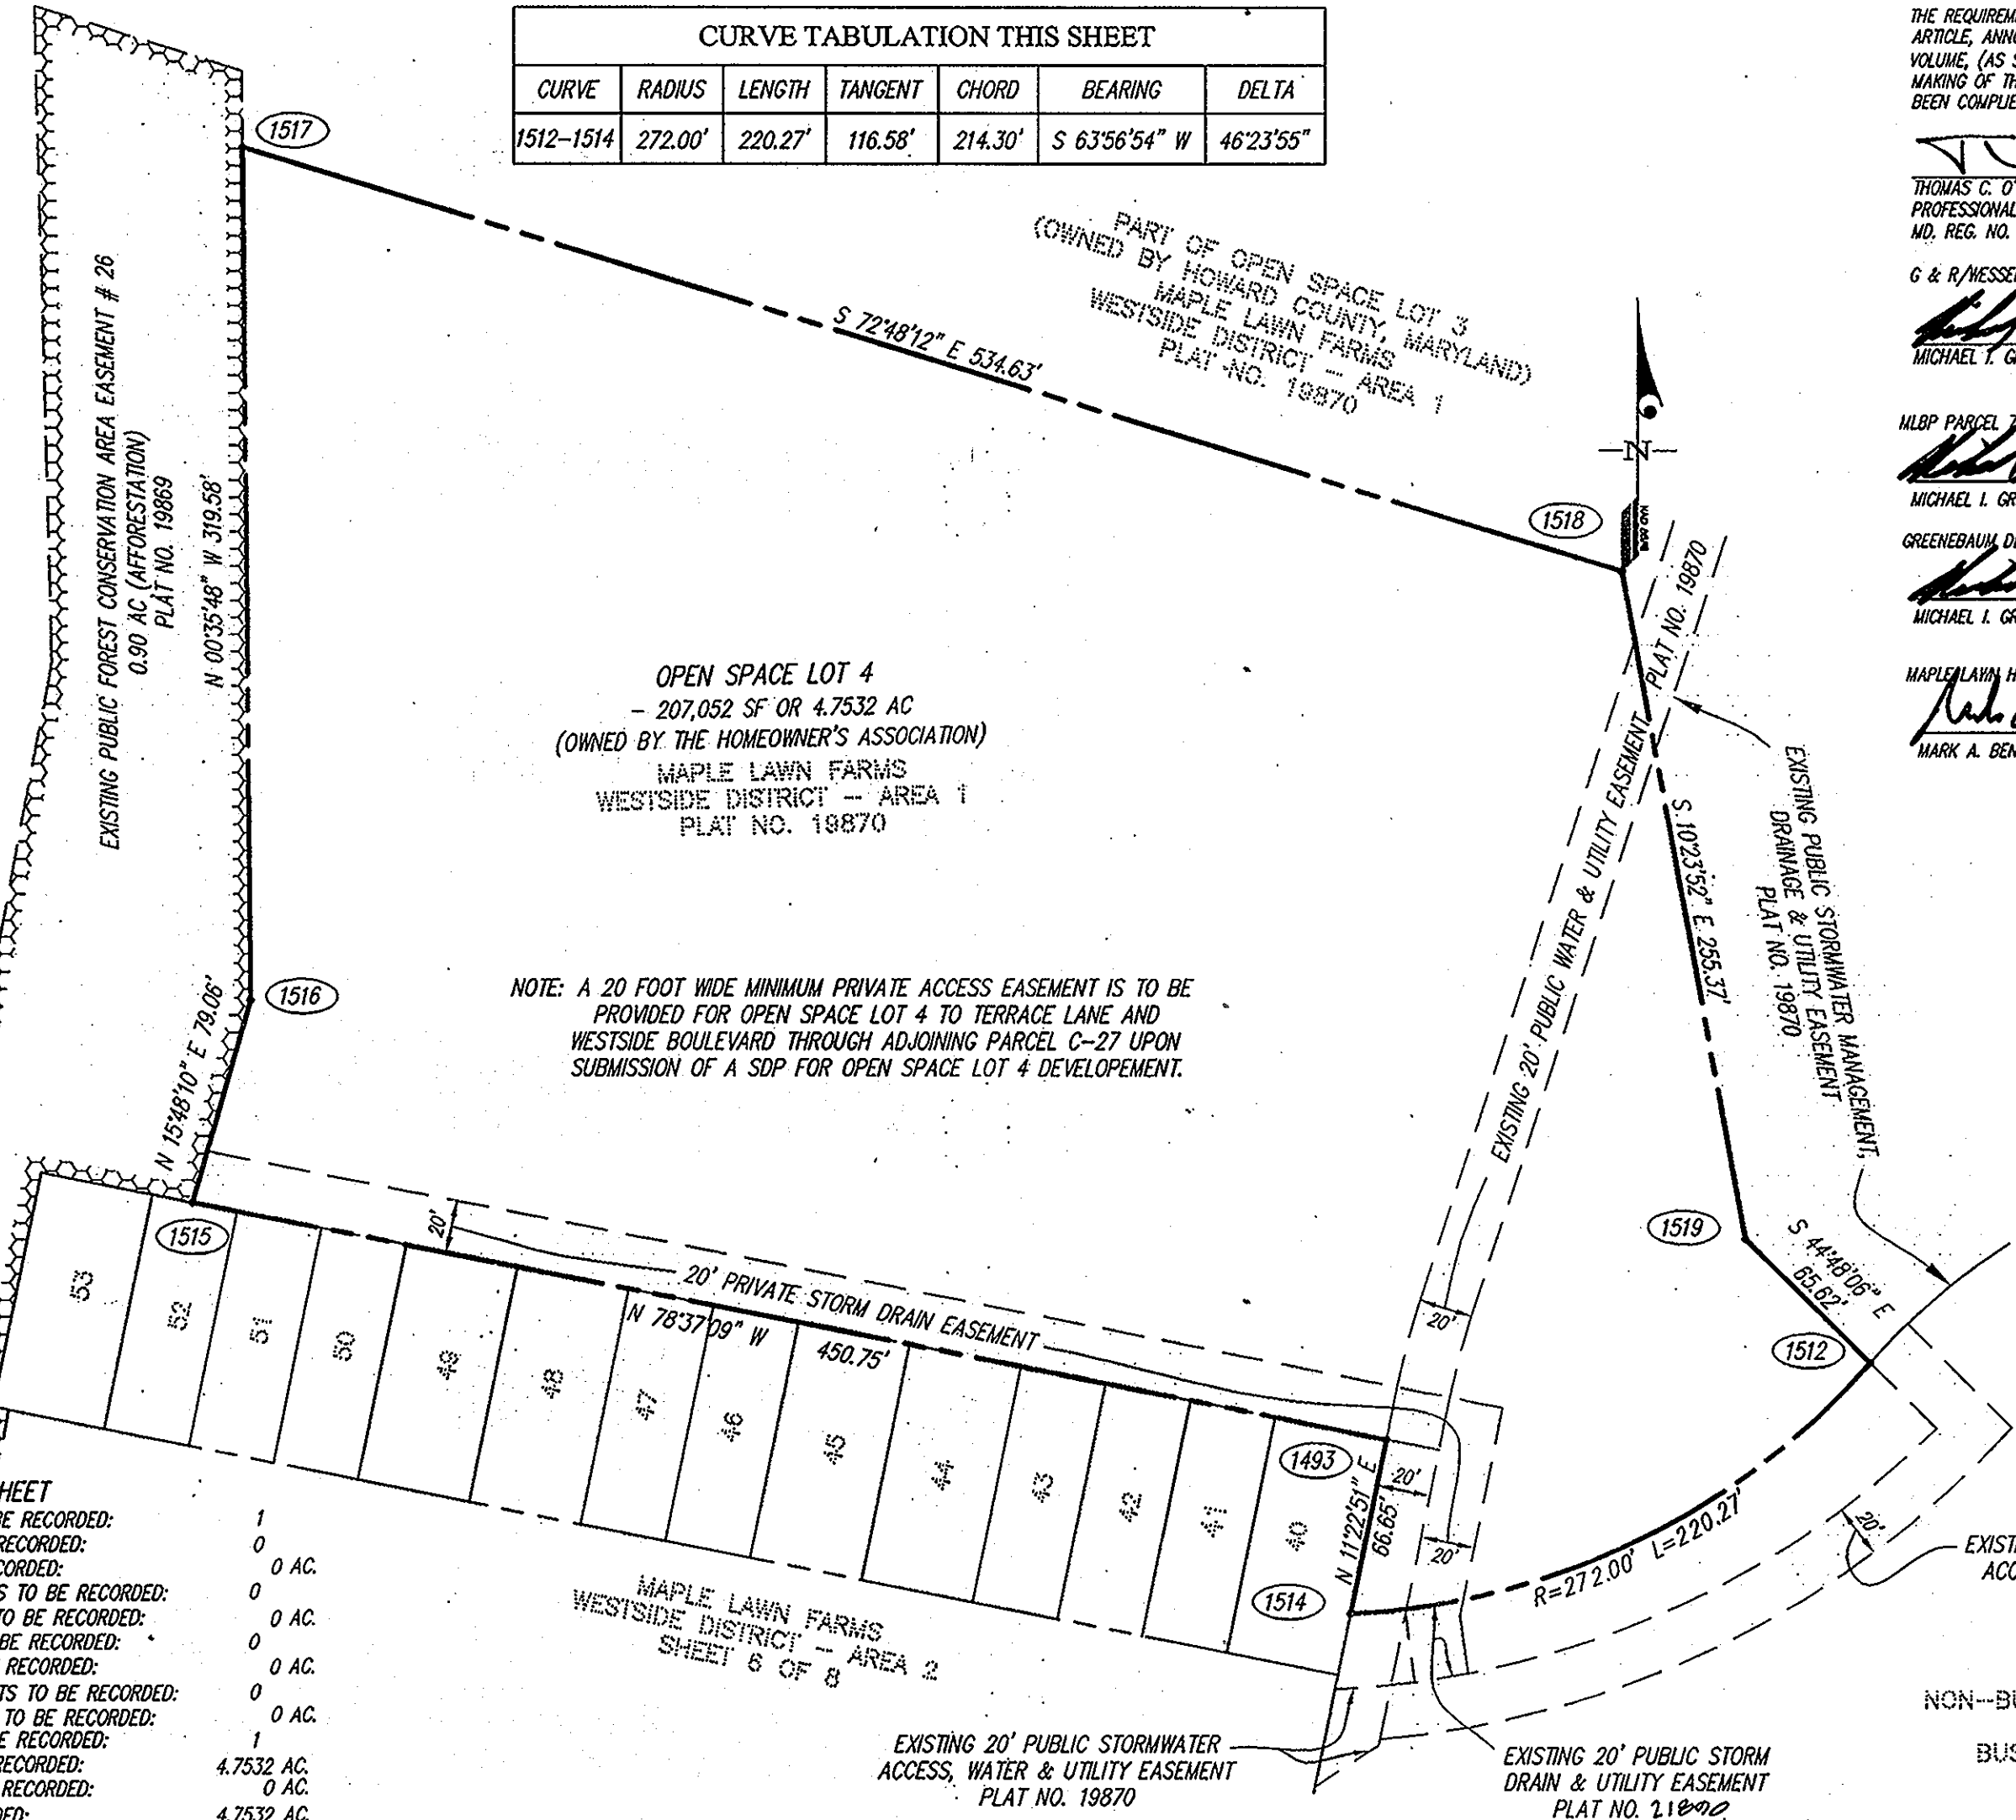 CURVE TABULATION THIS SHEET
CURVE RADIUS LENGTH TANGENT CHORD BEARING DELTA
1512-1514 272.00' 220.27' 116.58' 214.30' S 63°56'54" W 46°23'55"
THE REQUIREM
ARTICLE, ANNO
VOLUME, (AS S
MAKING OF TH
BEEN COMPLIE
THOMAS C. O'
PROFESSIONAL
MD. REG. NO.
G & R/WESSE
MICHAEL I. G
MLBP PARCEL
MICHAEL I. GR
GREENEBAUM DE
MICHAEL I. GR
MAPLE LAWN H
MARK A. BEN
1517
S 72°48'12" E 534.63'
PART OF OPEN SPACE LOT 3
(OWNED BY HOWARD COUNTY, MARYLAND)
MAPLE LAWN FARMS
WESTSIDE DISTRICT - AREA 1
PLAT NO. 19870
N
1518
EXISTING PUBLIC FOREST CONSERVATION AREA EASEMENT # 26
0.90 AC (AFFORESTATION)
PLAT NO. 19869
N 00°35'48" W 319.58'
OPEN SPACE LOT 4
- 207,052 SF OR 4.7532 AC
(OWNED BY THE HOMEOWNER'S ASSOCIATION)
MAPLE LAWN FARMS
WESTSIDE DISTRICT -- AREA 1
PLAT NO. 19870
EXISTING 20' PUBLIC WATER & UTILITY EASEMENT
PLAT NO. 19870
S 10°23'52" E 255.37'
EXISTING PUBLIC STORMWATER MANAGEMENT,
DRAINAGE & UTILITY EASEMENT
PLAT NO. 19870
1516
N 15°48'10" E 79.06'
NOTE: A 20 FOOT WIDE MINIMUM PRIVATE ACCESS EASEMENT IS TO BE
PROVIDED FOR OPEN SPACE LOT 4 TO TERRACE LANE AND
WESTSIDE BOULEVARD THROUGH ADJOINING PARCEL C-27 UPON
SUBMISSION OF A SDP FOR OPEN SPACE LOT 4 DEVELOPEMENT.
1515
1519
S 44°48'06" E
65.62'
1512
20'
20' PRIVATE STORM DRAIN EASEMENT
N 78°37'09" W
450.75'
20'
53
52
51
50
49
48
47
46
45
44
43
42
41
40
1493
N 11°22'51" E
66.65'
20'
20'
1514
R=272.00' L=220.27'
20'
EXISTI
ACC
HEET
BE RECORDED: 1
RECORDED: 0
CORDED: 0 AC.
S TO BE RECORDED: 0
TO BE RECORDED: 0 AC.
BE RECORDED: 0
RECORDED: 0 AC.
TS TO BE RECORDED: 0
TO BE RECORDED: 0 AC.
E RECORDED: 1
RECORDED: 4.7532 AC.
RECORDED: 0 AC.
DED: 4.7532 AC.
MAPLE LAWN FARMS
WESTSIDE DISTRICT -- AREA 2
SHEET 6 OF 8
EXISTING 20' PUBLIC STORMWATER
ACCESS, WATER & UTILITY EASEMENT
PLAT NO. 19870
EXISTING 20' PUBLIC STORM
DRAIN & UTILITY EASEMENT
PLAT NO.
NON--BU
BUS